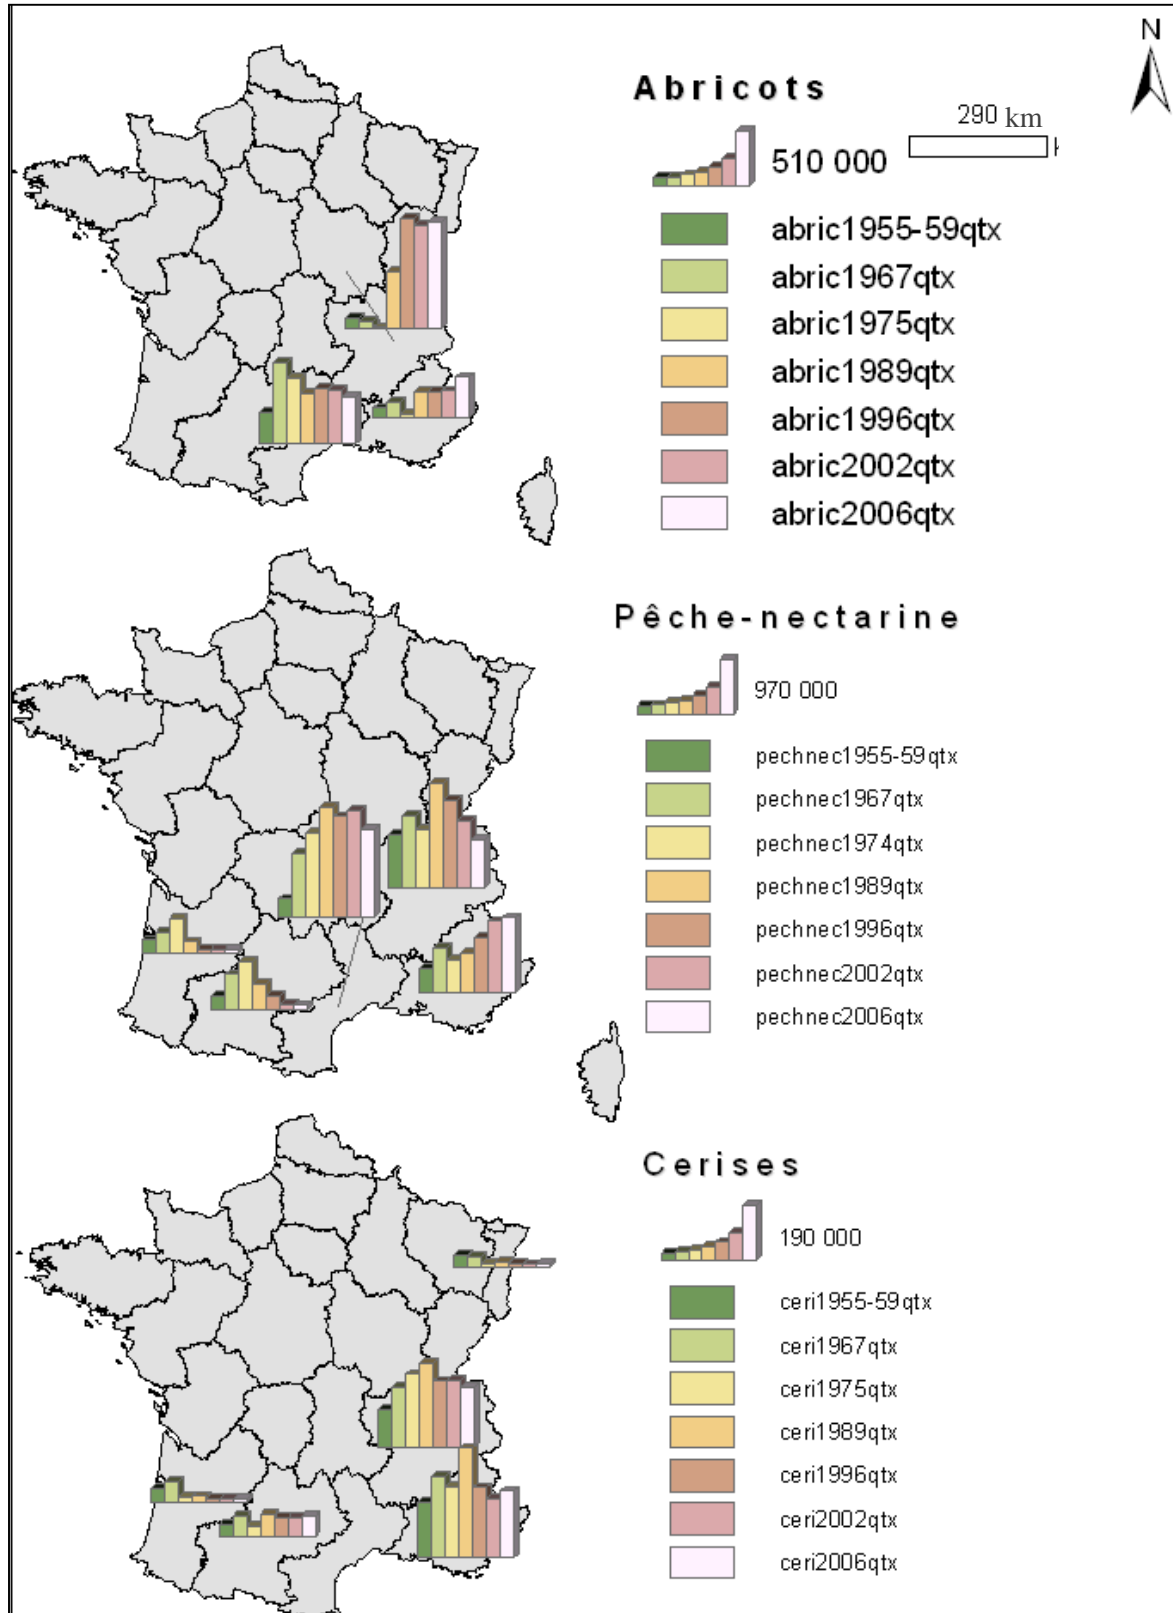 N
Abricots
290 km
510 000
abric1955-59qtx
abric1967qtx
abric1975qtx
abric1989qtx
abric1996qtx
abric2002qtx
abric2006qtx
Pêche-nectarine
970 000
pechnec1955-59qtx
pechnec1967qtx
pechnec1974qtx
pechnec1989qtx
pechnec1996qtx
pechnec2002qtx
pechnec2006qtx
Cerises
190 000
ceri1955-59qtx
ceri1967qtx
ceri1975qtx
ceri1989qtx
ceri1996qtx
ceri2002qtx
ceri2006qtx